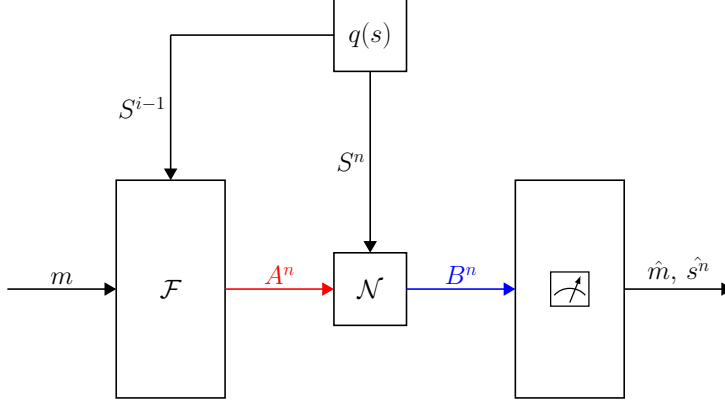 q(s)
S^{i−1}
S^n
m
F
A^n
N
B^n
m̂, ŝ^n